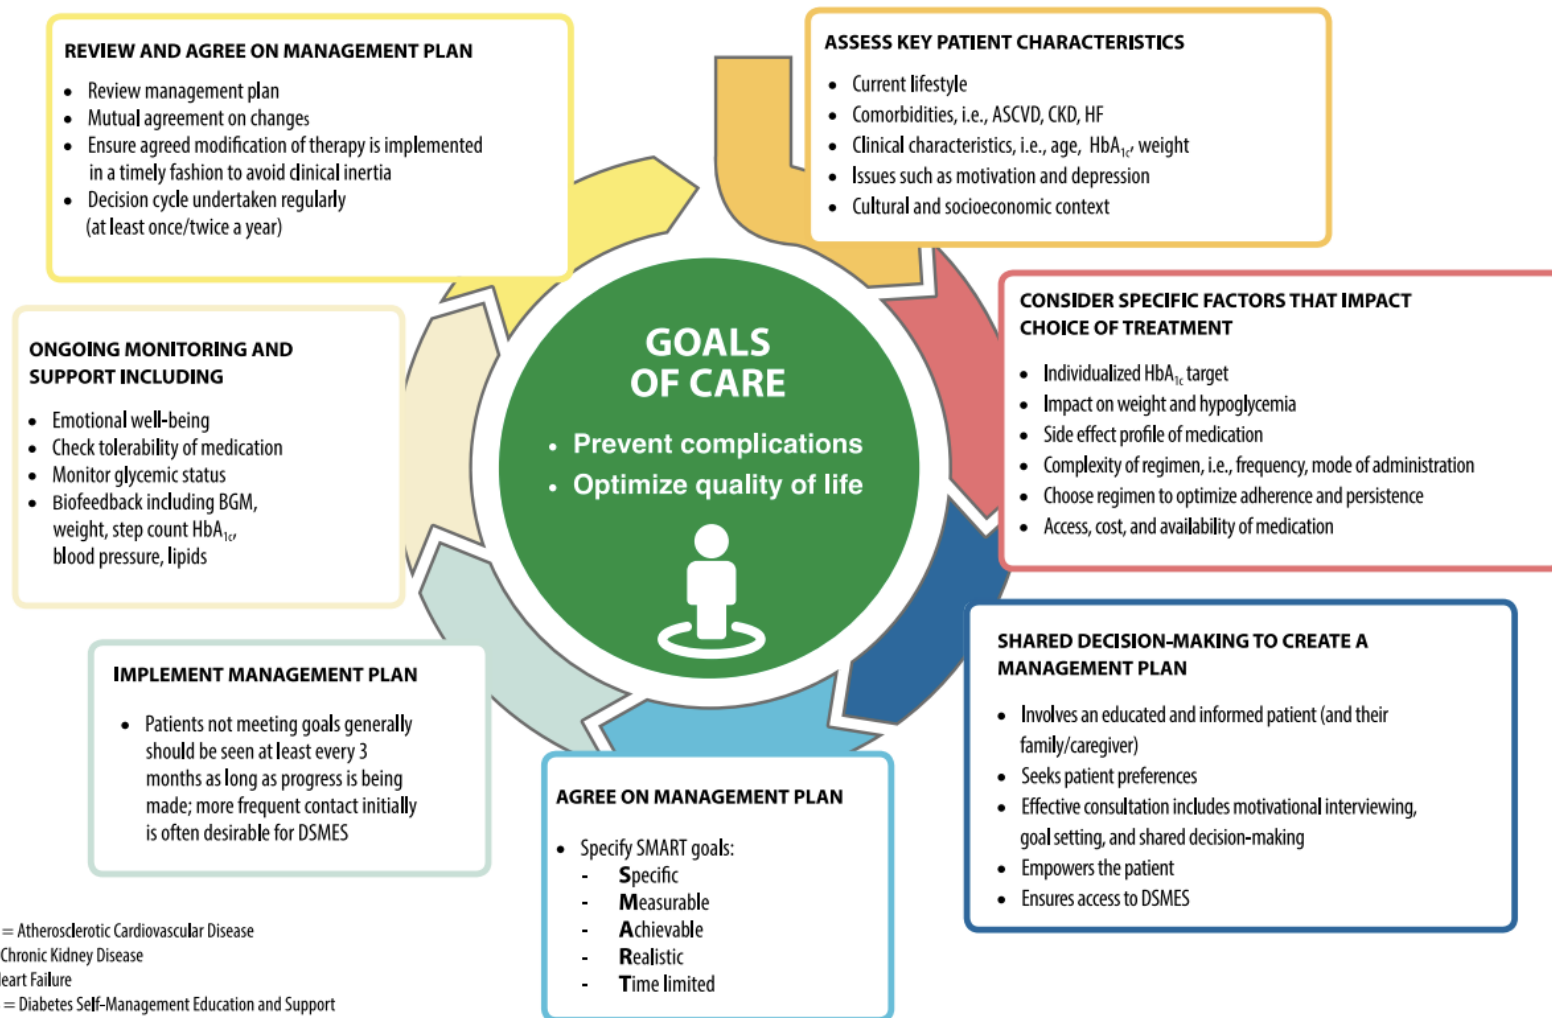 REVIEW AND AGREE ON MANAGEMENT PLAN
• Review management plan
• Mutual agreement on changes
• Ensure agreed modification of therapy is implemented
in a timely fashion to avoid clinical inertia
• Decision cycle undertaken regularly
(at least once/twice a year)
ASSESS KEY PATIENT CHARACTERISTICS
• Current lifestyle
• Comorbidities, i.e., ASCVD, CKD, HF
• Clinical characteristics, i.e., age, HbA1c, weight
• Issues such as motivation and depression
• Cultural and socioeconomic context
CONSIDER SPECIFIC FACTORS THAT IMPACT
CHOICE OF TREATMENT
• Individualized HbA1c target
• Impact on weight and hypoglycemia
• Side effect profile of medication
• Complexity of regimen, i.e., frequency, mode of administration
• Choose regimen to optimize adherence and persistence
• Access, cost, and availability of medication
SHARED DECISION-MAKING TO CREATE A
MANAGEMENT PLAN
• Involves an educated and informed patient (and their
family/caregiver)
• Seeks patient preferences
• Effective consultation includes motivational interviewing,
goal setting, and shared decision-making
• Empowers the patient
• Ensures access to DSMES
AGREE ON MANAGEMENT PLAN
• Specify SMART goals:
- Specific
- Measurable
- Achievable
- Realistic
- Time limited
IMPLEMENT MANAGEMENT PLAN
• Patients not meeting goals generally
should be seen at least every 3
months as long as progress is being
made; more frequent contact initially
is often desirable for DSMES
ONGOING MONITORING AND
SUPPORT INCLUDING
• Emotional well-being
• Check tolerability of medication
• Monitor glycemic status
• Biofeedback including BGM,
weight, step count HbA1c,
blood pressure, lipids
GOALS
OF CARE
• Prevent complications
• Optimize quality of life
= Atherosclerotic Cardiovascular Disease
Chronic Kidney Disease
Failure
= Diabetes Self-Management Education and Support